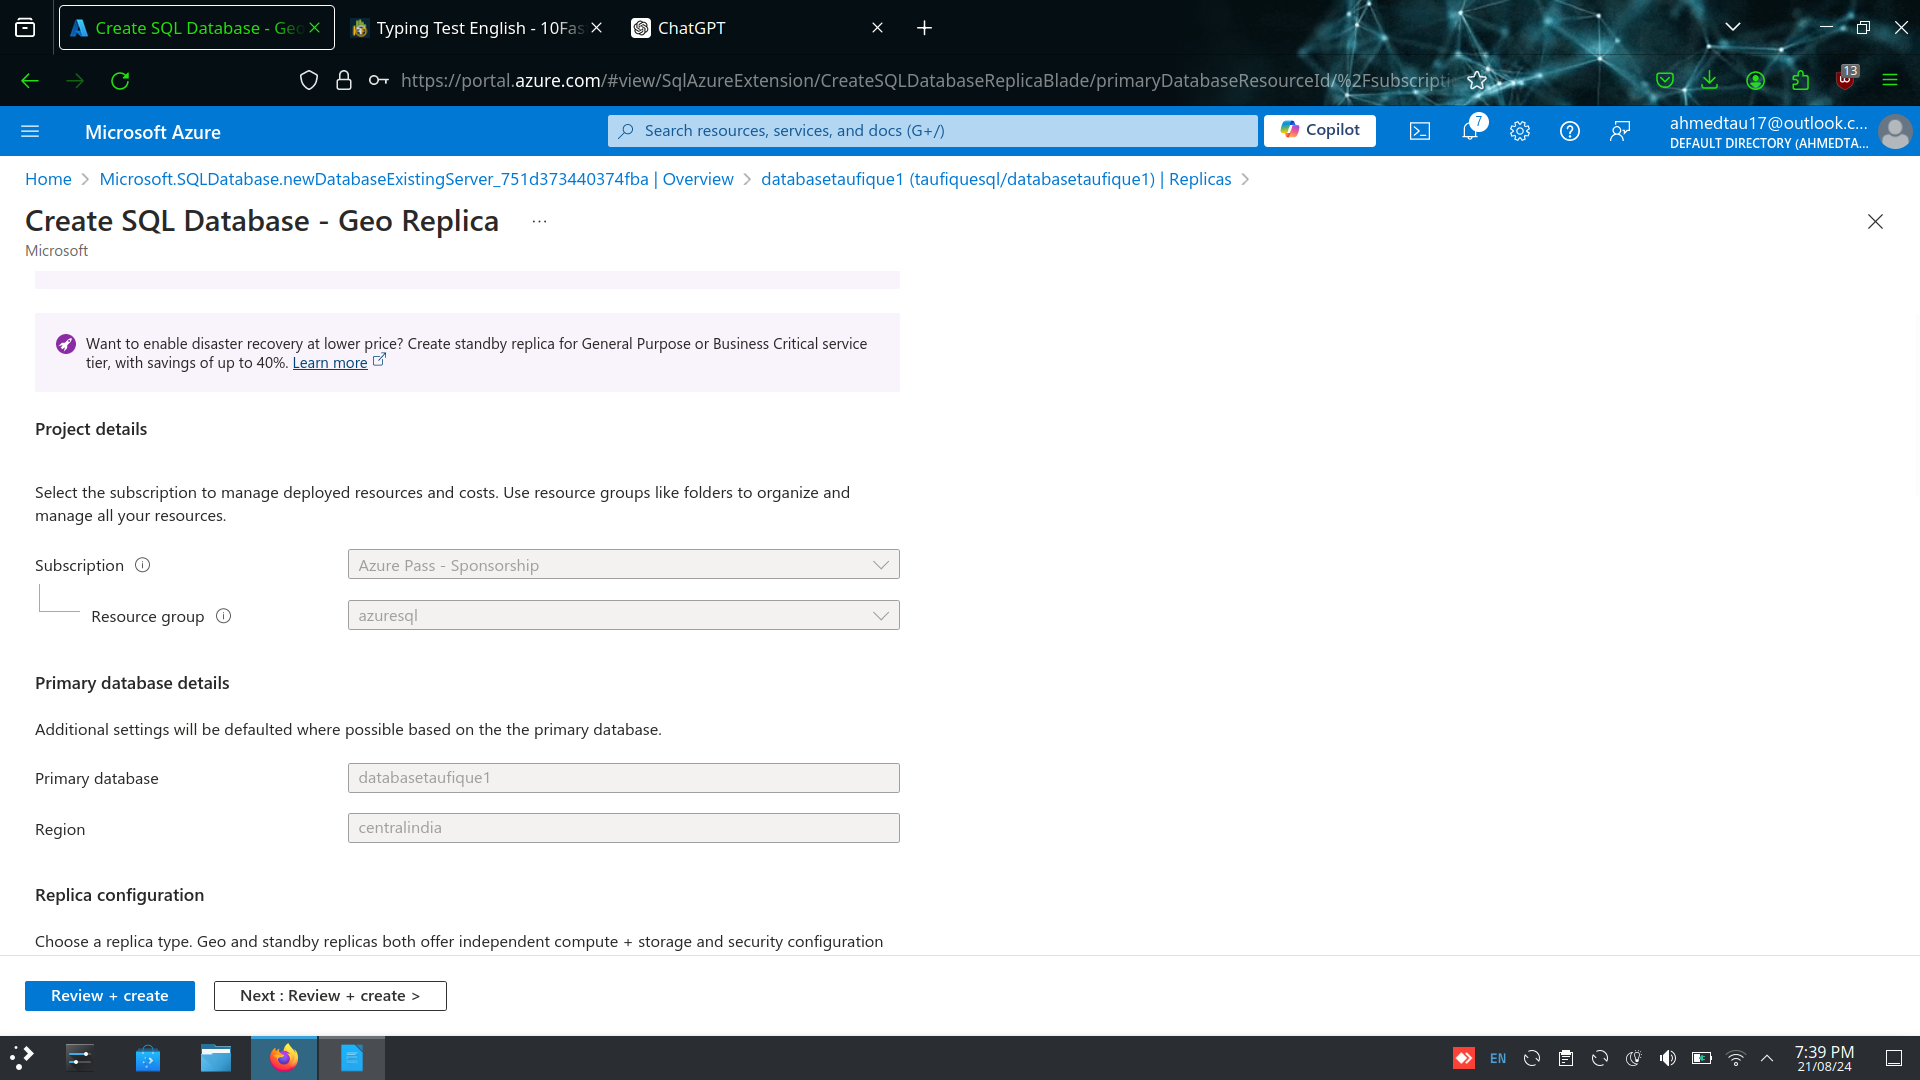 Create SQL Database - Geo
Typing Test English - 10Fas
ChatGPT
https://portal.azure.com/#view/SqlAzureExtension/CreateSQLDatabaseReplicaBlade/primaryDatabaseResourceId/%2Fsubscripti
13
Microsoft Azure
Search resources, services, and docs (G+/)
Copilot
7
ahmedtau17@outlook.c...
DEFAULT DIRECTORY (AHMEDTA...
Home > Microsoft.SQLDatabase.newDatabaseExistingServer_751d373440374fba | Overview > databasetaufique1 (taufiquesql/databasetaufique1) | Replicas >
Create SQL Database - Geo Replica ...
Microsoft
Want to enable disaster recovery at lower price? Create standby replica for General Purpose or Business Critical service
tier, with savings of up to 40%. Learn more
Project details
Select the subscription to manage deployed resources and costs. Use resource groups like folders to organize and
manage all your resources.
Subscription
Azure Pass - Sponsorship
Resource group
azuresql
Primary database details
Additional settings will be defaulted where possible based on the the primary database.
Primary database
databasetaufique1
Region
centralindia
Replica configuration
Choose a replica type. Geo and standby replicas both offer independent compute + storage and security configuration
Review + create
Next : Review + create >
EN
7:39 PM
21/08/24